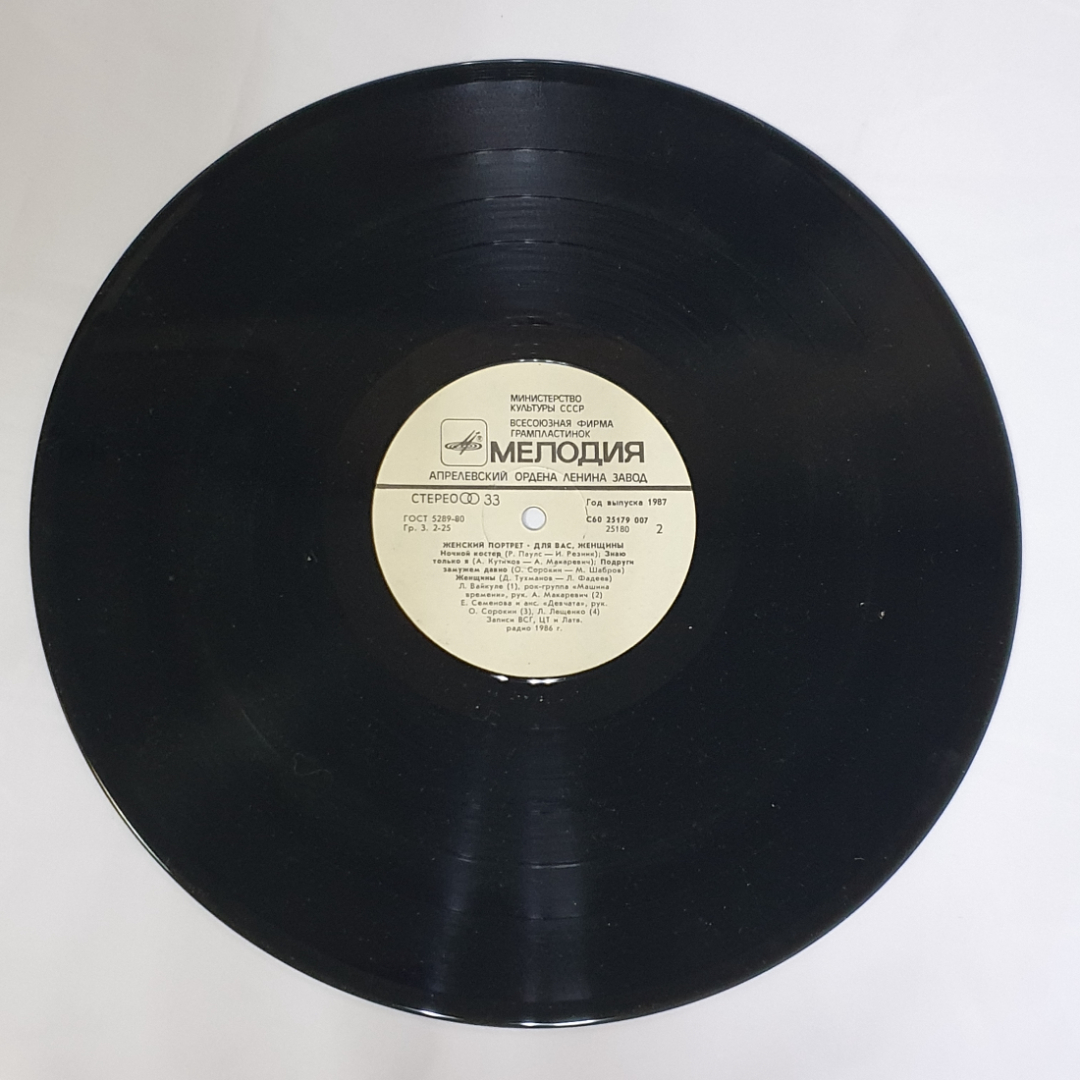 МИНИСТЕРСТВО
КУЛЬТУРЫ СССР
ВСЕСОЮЗНАЯ ФИРМА
ГРАМПЛАСТИНОК
МЕЛОДИЯ
АПРЕЛЕВСКИЙ ОРДЕНА ЛЕНИНА ЗАВОД
СТЕРЕО 33
Год выпуска 1987
ГОСТ 5289-80
С60 25179 007
Гр. 3. 2-25
25180
2
ЖЕНСКИЙ ПОРТРЕТ - ДЛЯ ВАС, ЖЕНЩИНЫ
Ночной костер (Р. Паулс — И. Резник); Знаю
только я (А. Кутиков — А. Макаревич); Подруги
замужем давно (О. Сорокин — М. Шабров)
Женщины (Д. Тухманов — Л. Фадеев)
Л. Вайкуле (1), рок-группа «Машина
времени», рук. А. Макаревич (2)
Е. Семенова и анс. «Девчата», рук.
О. Сорокин (3), Л. Лещенко (4)
Записи ВСГ, ЦТ и Латв.
радио 1986 г.